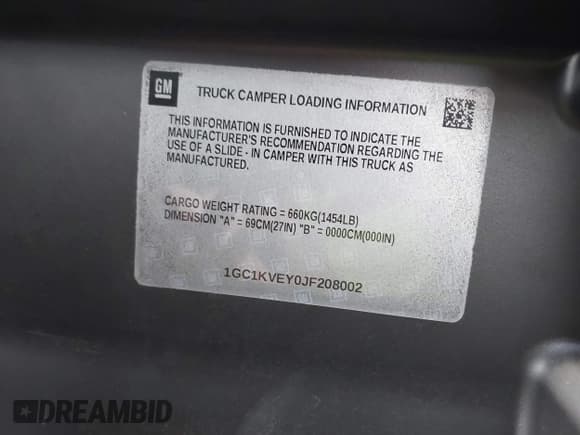 GM
TRUCK CAMPER LOADING INFORMATION
THIS INFORMATION IS FURNISHED TO INDICATE THE
MANUFACTURER'S RECOMMENDATION REGARDING THE
USE OF A SLIDE - IN CAMPER WITH THIS TRUCK AS
MANUFACTURED.
CARGO WEIGHT RATING = 660KG(1454LB)
DIMENSION "A" = 69CM(27IN) "B" = 0000CM(000IN)
1GC1KVEY0JF208002
DREAMBID